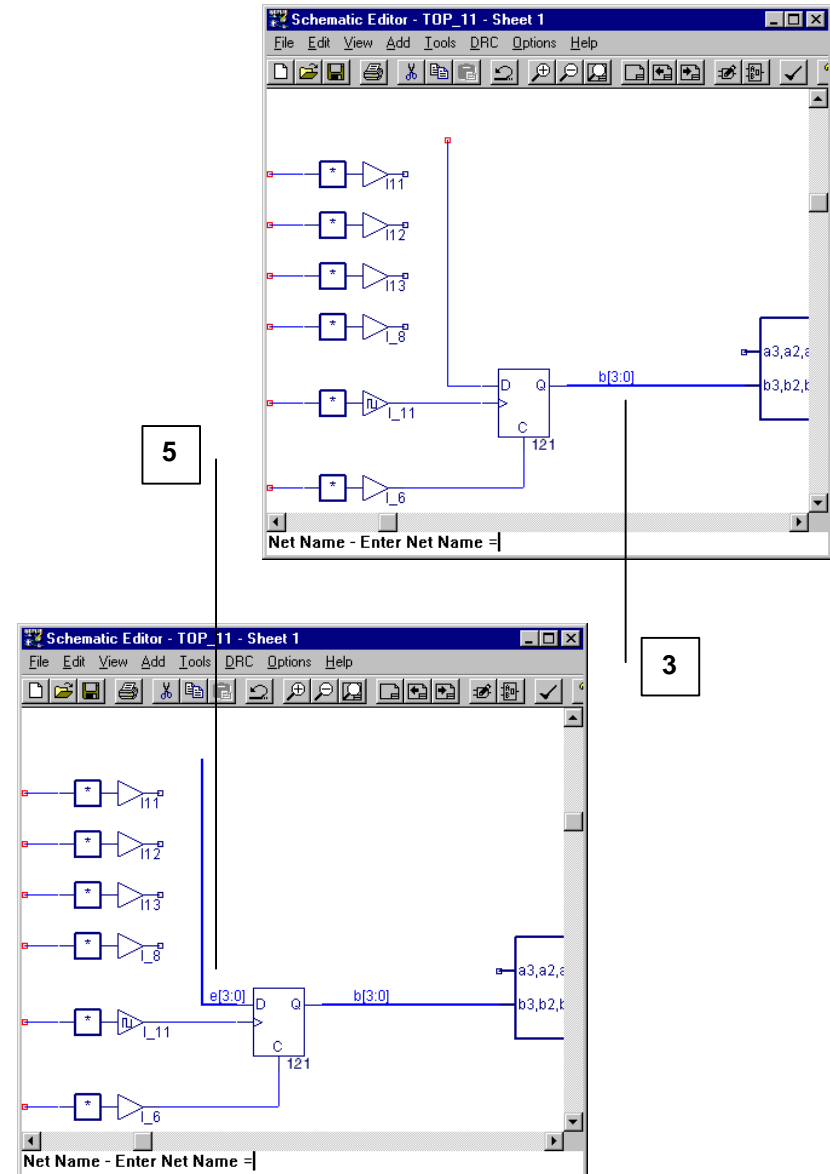 Schematic Editor - TOP_11 - Sheet 1
File Edit View Add Tools DRC Options Help
* I11
* I12
* I13
* I_8
a3,a2,a
D Q b[3:0] b3,b2,b
* I_11
C
121
* I_6
Net Name - Enter Net Name =
5
3
Schematic Editor - TOP_11 - Sheet 1
File Edit View Add Tools DRC Options Help
* I11
* I12
* I13
* I_8
a3,a2,a
e[3:0] D Q b[3:0] b3,b2,b
* I_11
C
121
* I_6
Net Name - Enter Net Name =